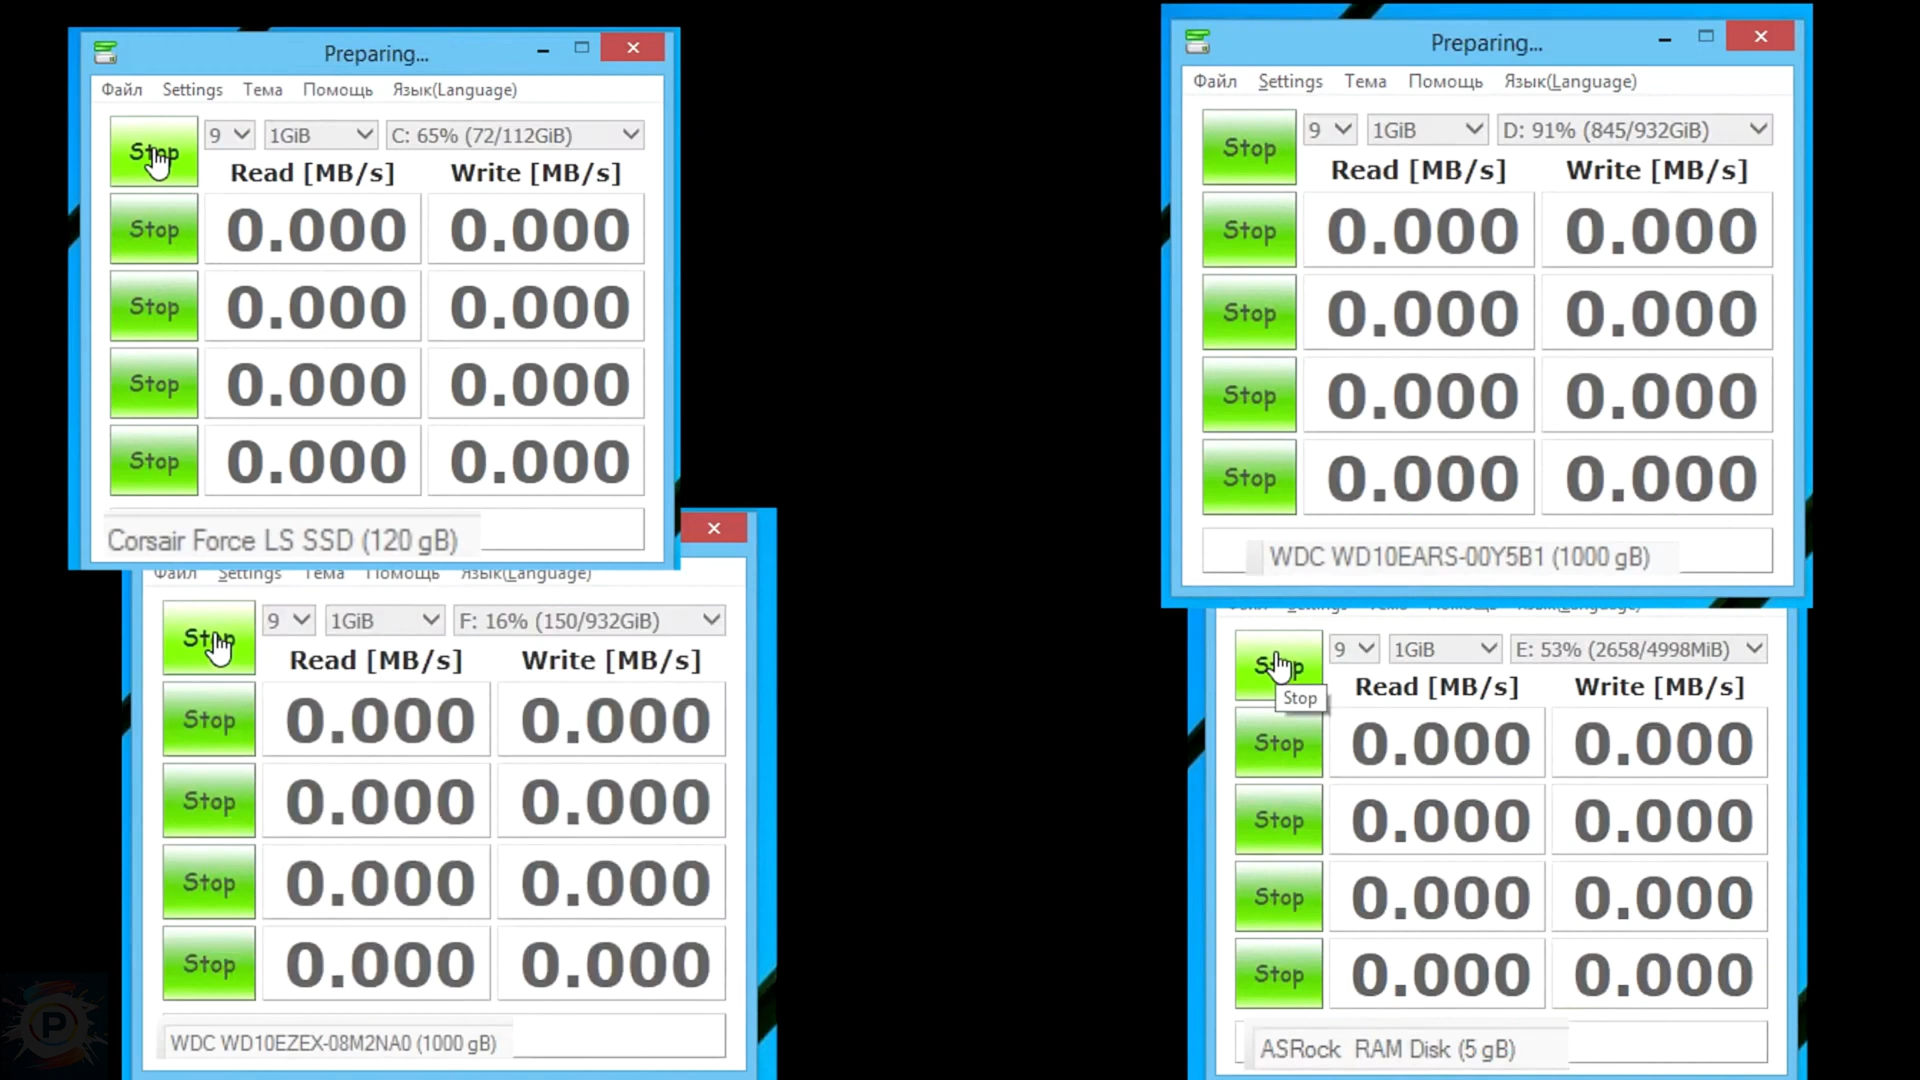 Preparing...
Файл Settings Тема Помощь Язык(Language)
Stop 9 1GiB C: 65% (72/112GiB)
Read [MB/s] Write [MB/s]
Stop 0.000 0.000
Stop 0.000 0.000
Stop 0.000 0.000
Stop 0.000 0.000
Corsair Force LS SSD (120 gB)
Preparing...
Файл Settings Тема Помощь Язык(Language)
Stop 9 1GiB D: 91% (845/932GiB)
Read [MB/s] Write [MB/s]
Stop 0.000 0.000
Stop 0.000 0.000
Stop 0.000 0.000
Stop 0.000 0.000
WDC WD10EARS-00Y5B1 (1000 gB)
Файл Settings Тема Помощь Язык(Language)
Stop 9 1GiB F: 16% (150/932GiB)
Read [MB/s] Write [MB/s]
Stop 0.000 0.000
Stop 0.000 0.000
Stop 0.000 0.000
Stop 0.000 0.000
WDC WD10EZEX-08M2NA0 (1000 gB)
P
Stop 9 1GiB E: 53% (2658/4998MiB)
Stop
Read [MB/s] Write [MB/s]
Stop 0.000 0.000
Stop 0.000 0.000
Stop 0.000 0.000
Stop 0.000 0.000
ASRock RAM Disk (5 gB)